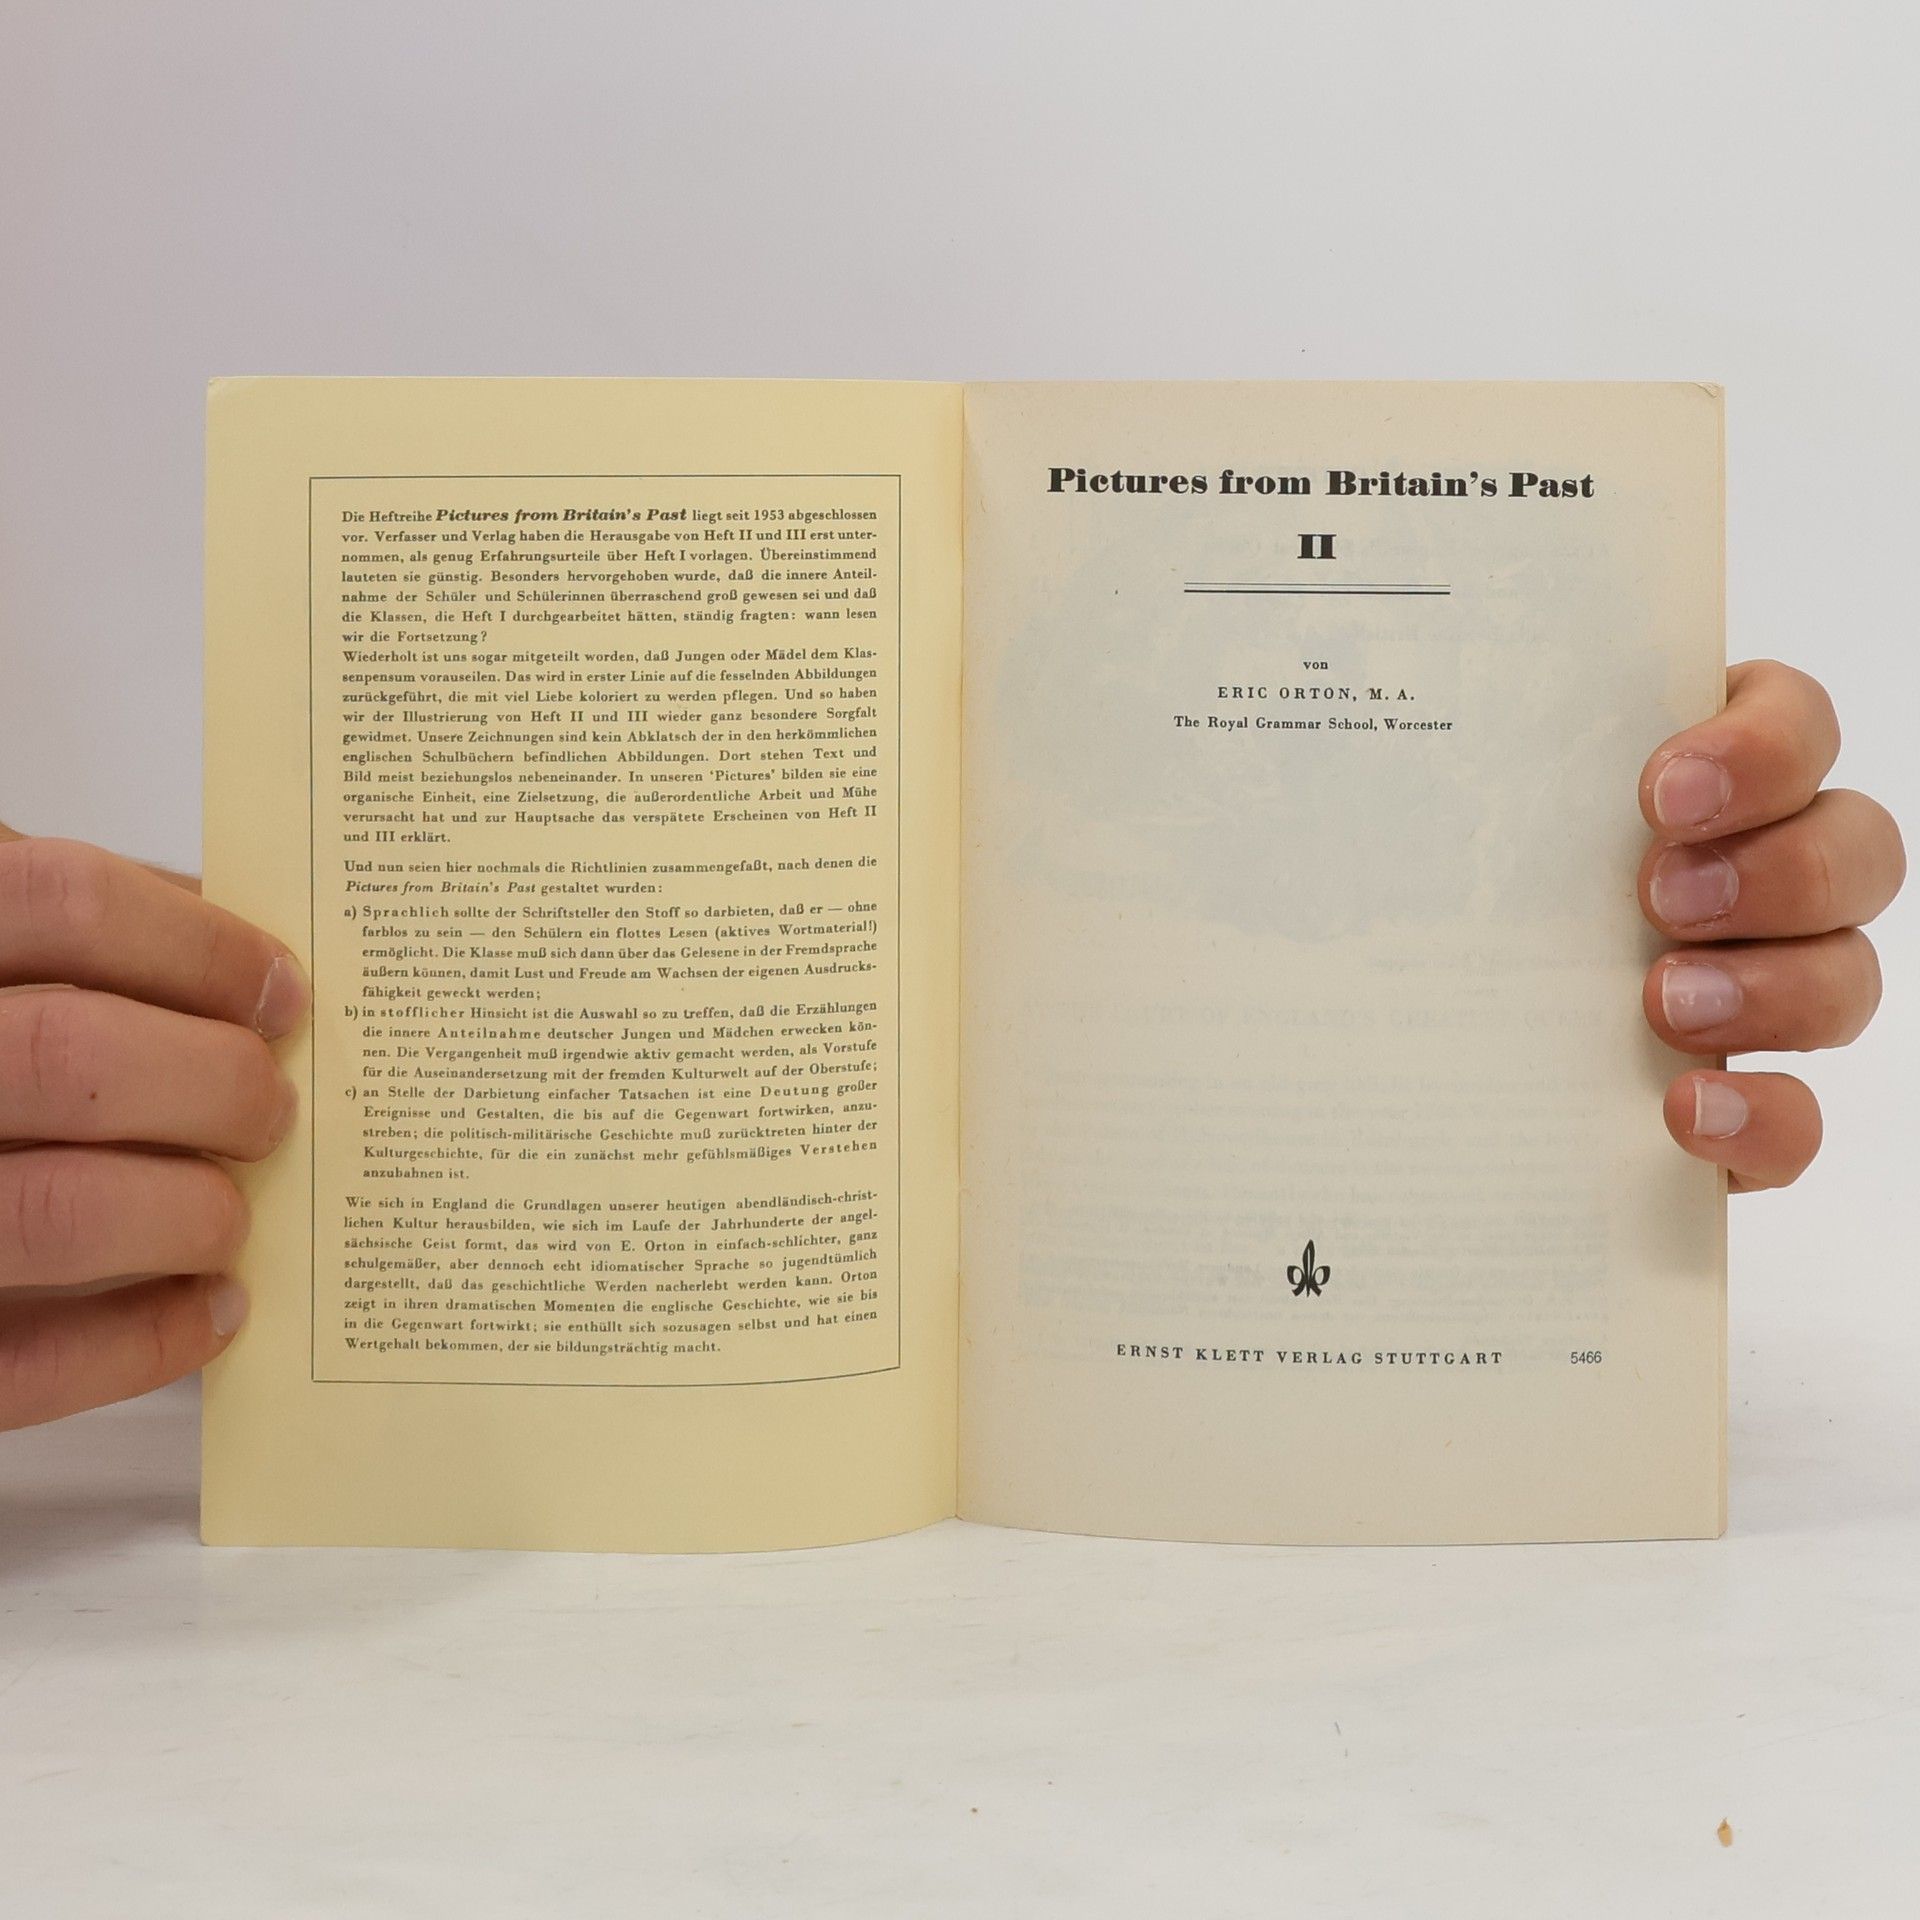 Die Heftreihe Pictures from Britain's Past liegt seit 1953 abgeschlossen
vor. Verfasser und Verlag haben die Herausgabe von Heft II und III erst unter-
nommen, als genug Erfahrungsurteile über Heft I vorlagen. Übereinstimmend
lauteten sie günstig. Besonders hervorgehoben wurde, daß die innere Anteil-
nahme der Schüler und Schülerinnen überraschend groß gewesen sei und daß
die Klassen, die Heft I durchgearbeitet hätten, ständig fragten: wann lesen
wir die Fortsetzung?
Wiederholt ist uns sogar mitgeteilt worden, daß Jungen oder Mädel dem Klas-
senpensum vorauseilen. Das wird in erster Linie auf die fesselnden Abbildungen
zurückgeführt, die mit viel Liebe koloriert zu werden pflegen. Und so haben
wir der Illustrierung von Heft II und III wieder ganz besondere Sorgfalt
gewidmet. Unsere Zeichnungen sind kein Abklatsch der in den herkömmlichen
englischen Schulbüchern befindlichen Abbildungen. Dort stehen Text und
Bild meist beziehungslos nebeneinander. In unseren 'Pictures' bilden sie eine
organische Einheit, eine Zielsetzung, die außerordentliche Arbeit und Mühe
verursacht hat und zur Hauptsache das verspätete Erscheinen von Heft II
und III erklärt.
Und nun seien hier nochmals die Richtlinien zusammengefaßt, nach denen die
Pictures from Britain's Past gestaltet wurden:
a) Sprachlich sollte der Schriftsteller den Stoff so darbieten, daß er — ohne
farblos zu sein — den Schülern ein flottes Lesen (aktives Wortmaterial!)
ermöglicht. Die Klasse muß sich dann über das Gelesene in der Fremdsprache
äußern können, damit Lust und Freude am Wachsen der eigenen Ausdrucks-
fähigkeit geweckt werden;
b) in stofflicher Hinsicht ist die Auswahl so zu treffen, daß die Erzählungen
die innere Anteilnahme deutscher Jungen und Mädchen erwecken kön-
nen. Die Vergangenheit muß irgendwie aktiv gemacht werden, als Vorstufe
für die Auseinandersetzung mit der fremden Kulturwelt auf der Oberstufe;
c) an Stelle der Darbietung einfacher Tatsachen ist eine Deutung großer
Ereignisse und Gestalten, die bis auf die Gegenwart fortwirken, anzu-
streben; die politisch-militärische Geschichte muß zurücktreten hinter der
Kulturgeschichte, für die ein zunächst mehr gefühlsmäßiges Verstehen
anzubahnen ist.
Wie sich in England die Grundlagen unserer heutigen abendländisch-christ-
lichen Kultur herausbilden, wie sich im Laufe der Jahrhunderte der angel-
sächsische Geist formt, das wird von E. Orton in einfach-schlichter, ganz
schulgemäßer, aber dennoch echt idiomatischer Sprache so jugendtümlich
dargestellt, daß das geschichtliche Werden nacherlebt werden kann. Orton
zeigt in ihren dramatischen Momenten die englische Geschichte, wie sie bis
in die Gegenwart fortwirkt; sie enthüllt sich sozusagen selbst und hat einen
Wertgehalt bekommen, der sie bildungsträchtig macht.
Pictures from Britain's Past
II
von
ERIC ORTON, M. A.
The Royal Grammar School, Worcester
ERNST KLETT VERLAG STUTTGART 5466